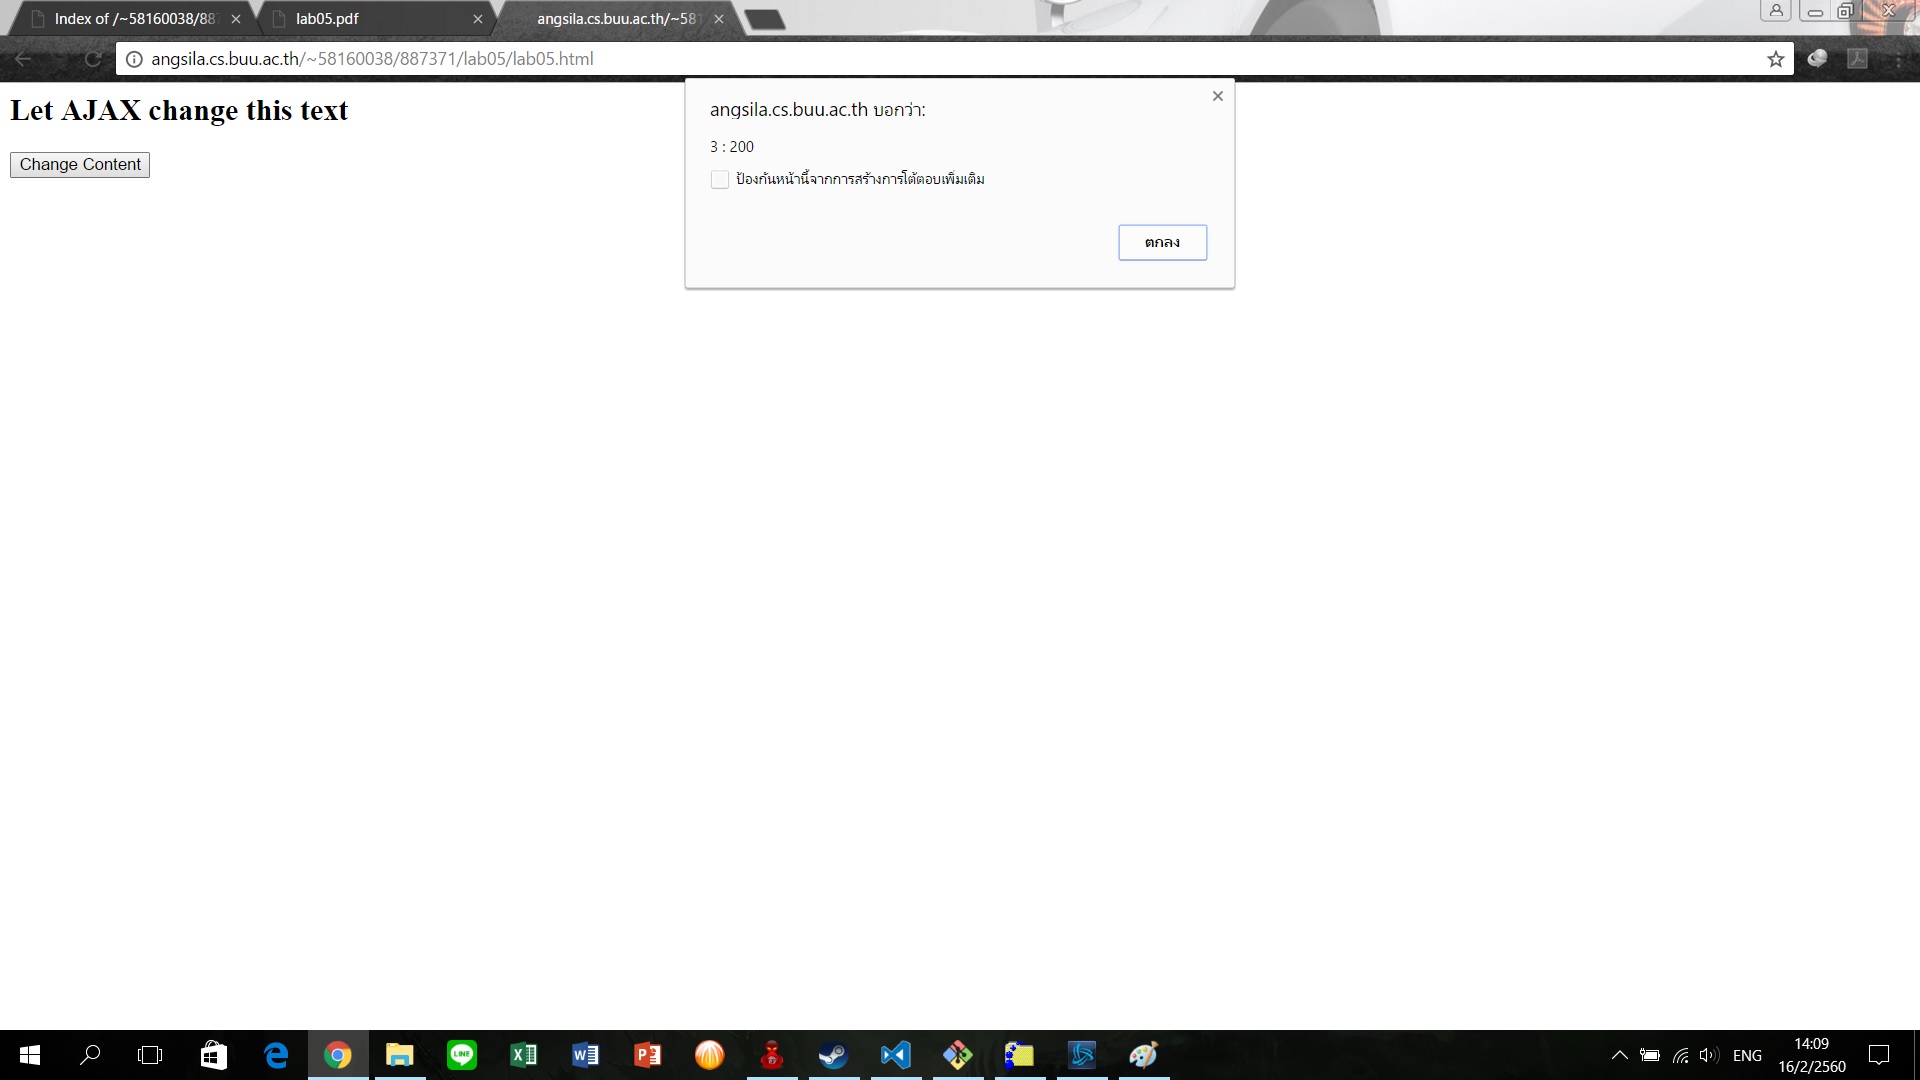 Index of /~58160038/887
lab05.pdf
angsila.cs.buu.ac.th/~581
angsila.cs.buu.ac.th/~58160038/887371/lab05/lab05.html
Let AJAX change this text
Change Content
angsila.cs.buu.ac.th บอกว่า:
3 : 200
ป้องกันหน้านี้จากการสร้างการโต้ตอบเพิ่มเติม
ตกลง
LINE
ENG
14:09
16/2/2560